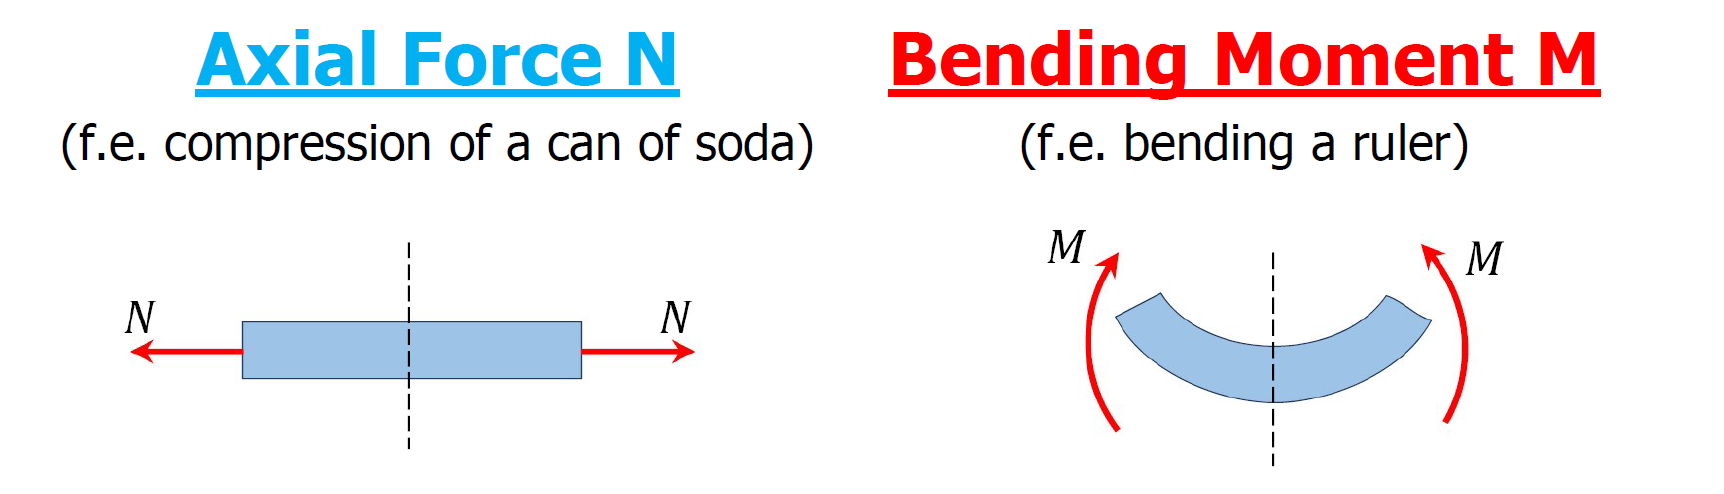 Axial Force N
(f.e. compression of a can of soda)
N
N
Bending Moment M
(f.e. bending a ruler)
M
M